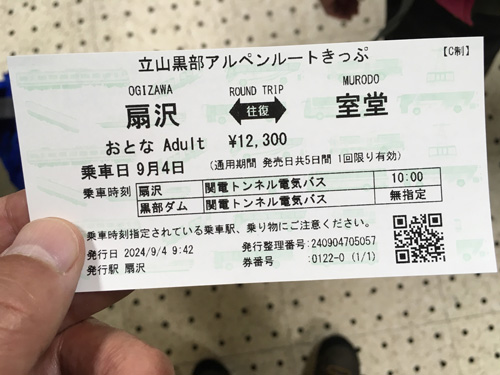 立山黒部アルペンルートきっぷ 【C制】
OGIZAWA ROUND TRIP MURODO
扇沢 往復 室堂
おとな Adult ¥12,300
乗車日 9月4日 (通用期間 発売日共5日間 1回限り有効)
乗車時刻 扇沢 関電トンネル電気バス 10:00
黒部ダム 関電トンネル電気バス 無指定
乗車時刻指定されている乗車駅、乗り物にご注意ください。
発行日 2024/9/4 9:42 発行整理番号:240904705057
発行駅 扇沢 券番号 :0122-0 (1/1)